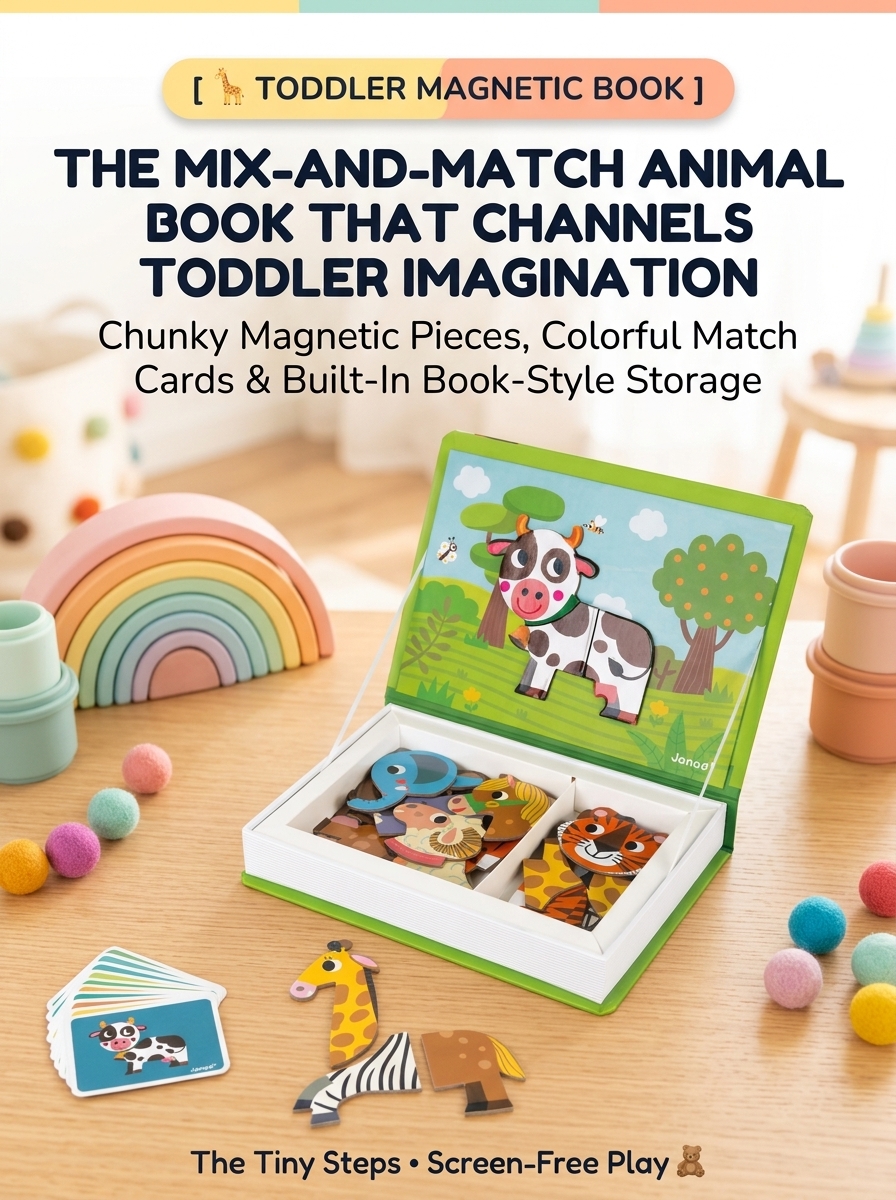 [ 🦒 TODDLER MAGNETIC BOOK ]
THE MIX-AND-MATCH ANIMAL
BOOK THAT CHANNELS
TODDLER IMAGINATION
Chunky Magnetic Pieces, Colorful Match
Cards & Built-In Book-Style Storage
The Tiny Steps • Screen-Free Play 🧸